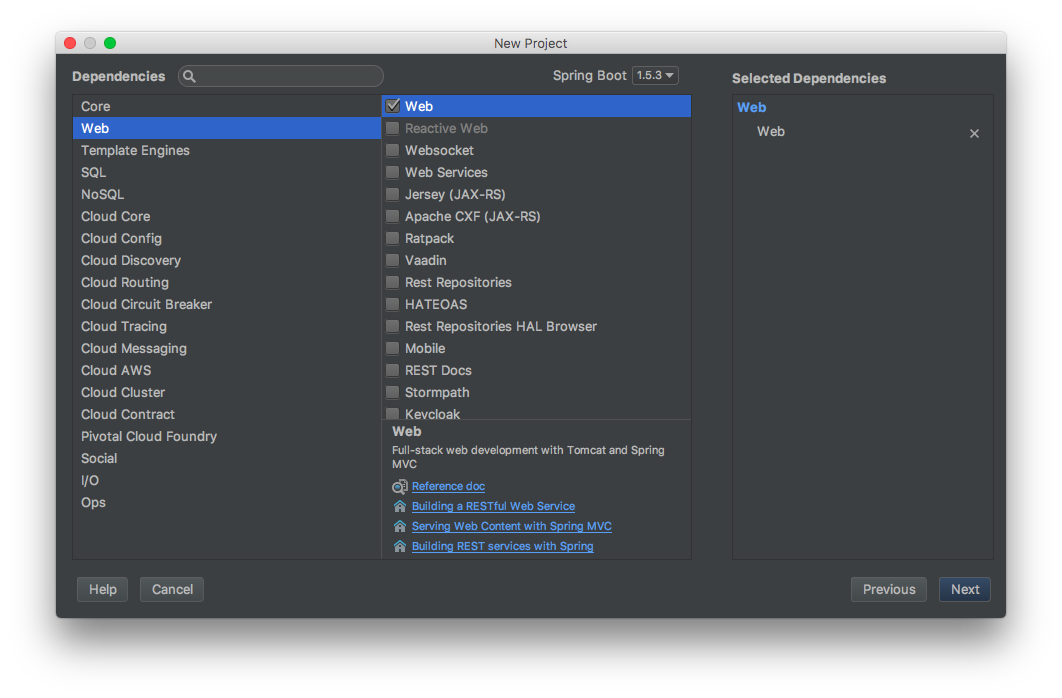 New Project
Dependencies
Spring Boot 1.5.3
Selected Dependencies
Core
Web
Template Engines
SQL
NoSQL
Cloud Core
Cloud Config
Cloud Discovery
Cloud Routing
Cloud Circuit Breaker
Cloud Tracing
Cloud Messaging
Cloud AWS
Cloud Cluster
Cloud Contract
Pivotal Cloud Foundry
Social
I/O
Ops
Web
Reactive Web
Websocket
Web Services
Jersey (JAX-RS)
Apache CXF (JAX-RS)
Ratpack
Vaadin
Rest Repositories
HATEOAS
Rest Repositories HAL Browser
Mobile
REST Docs
Stormpath
Keycloak
Web
Full-stack web development with Tomcat and Spring
MVC
Reference doc
Building a RESTful Web Service
Serving Web Content with Spring MVC
Building REST services with Spring
Web
Web
Help
Cancel
Previous
Next